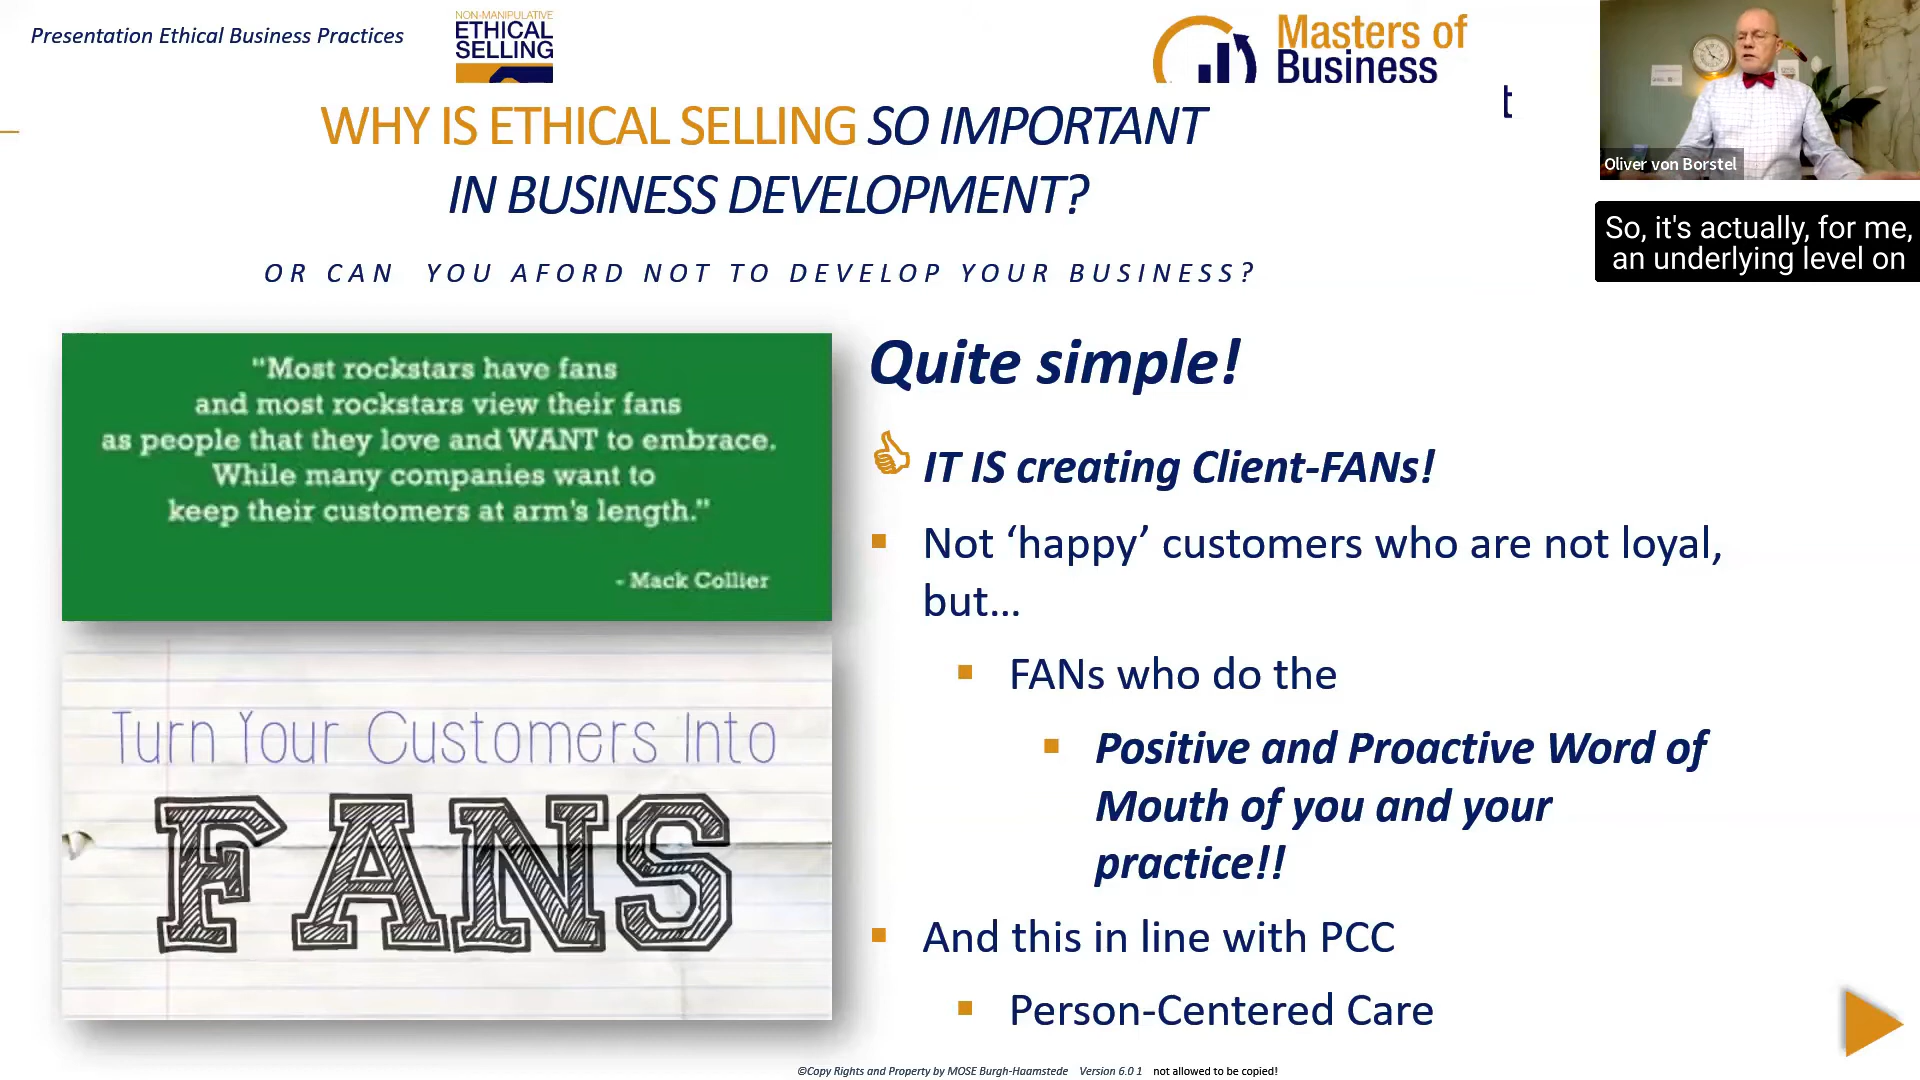 Presentation Ethical Business Practices
NON-MANIPULATIVE
ETHICAL
SELLING
Masters of
Business
t
WHY IS ETHICAL SELLING SO IMPORTANT
IN BUSINESS DEVELOPMENT?
OR CAN YOU AFORD NOT TO DEVELOP YOUR BUSINESS?
Oliver von Borstel
So, it's actually, for me,
an underlying level on
"Most rockstars have fans
and most rockstars view their fans
as people that they love and WANT to embrace.
While many companies want to
keep their customers at arm's length."
- Mack Collier
Turn Your Customers Into
FANS
Quite simple!
IT IS creating Client-FANs!
Not ‘happy’ customers who are not loyal,
but…
FANs who do the
Positive and Proactive Word of
Mouth of you and your
practice!!
And this in line with PCC
Person-Centered Care
©Copy Rights and Property by MOSE Burgh-Haamstede Version 6.0 1 not allowed to be copied!